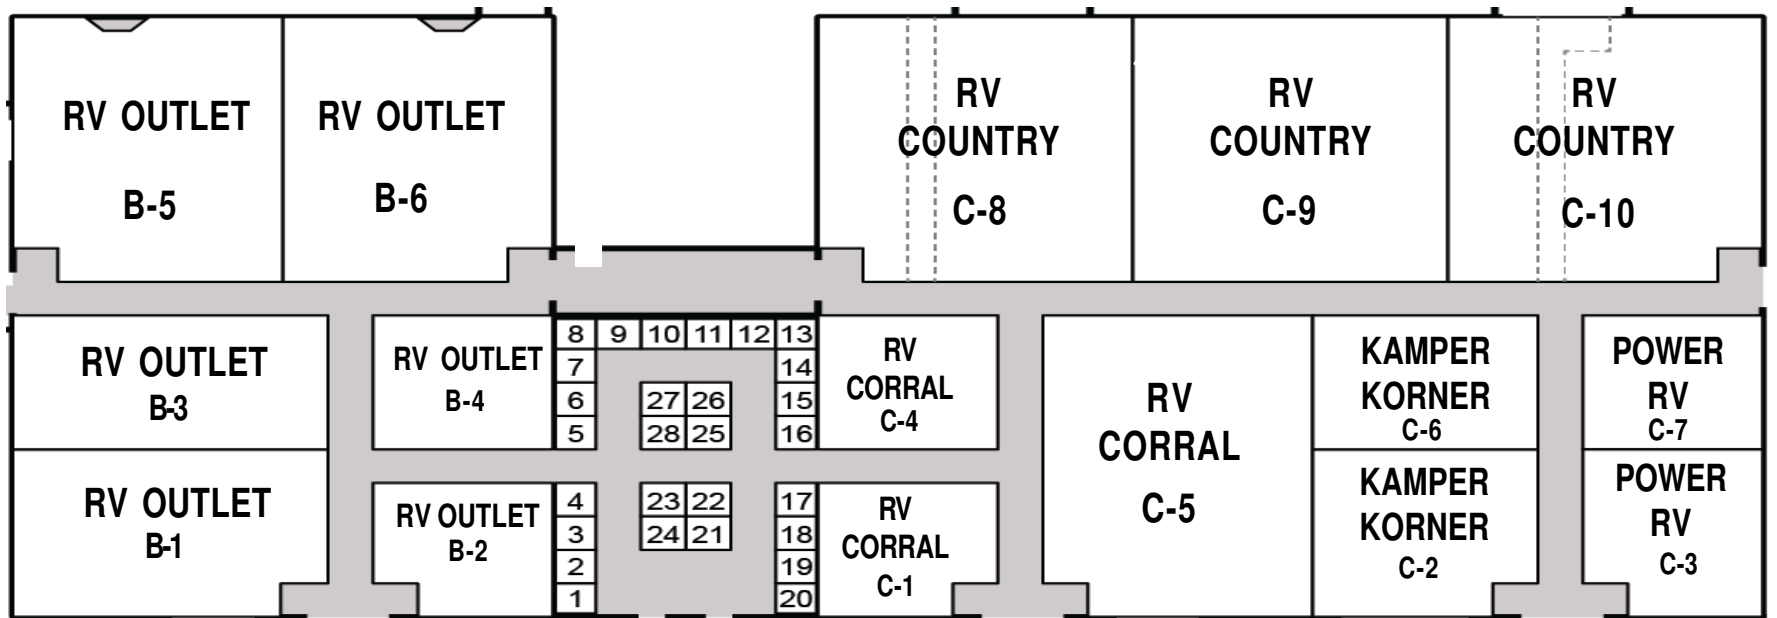 RV OUTLET
B-5
RV OUTLET
B-6
RV
COUNTRY
C-8
RV
COUNTRY
C-9
RV
COUNTRY
C-10
RV OUTLET
B-3
RV OUTLET
B-4
RV OUTLET
B-1
RV OUTLET
B-2
8 9 10 11 12 13
7 14
6 27 26 15
5 28 25 16
4 23 22 17
3 24 21 18
2 19
1 20
RV
CORRAL
C-4
RV
CORRAL
C-1
RV
CORRAL
C-5
KAMPER
KORNER
C-6
KAMPER
KORNER
C-2
POWER
RV
C-7
POWER
RV
C-3